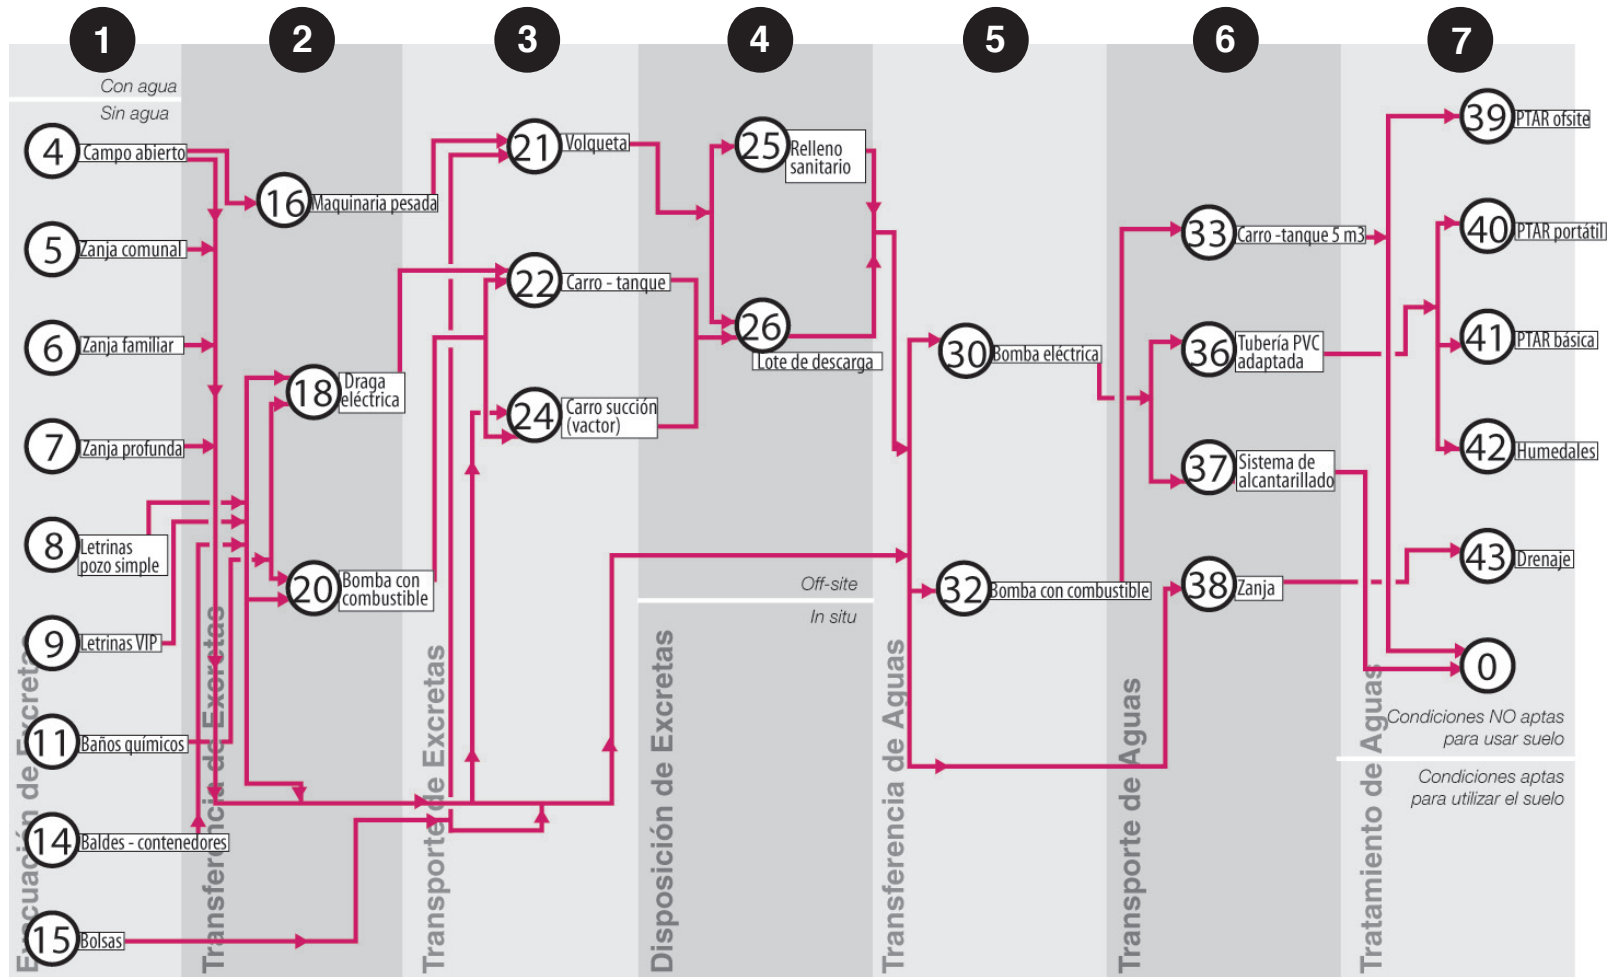 1
2
3
4
5
6
7
Con agua
Sin agua
4
Campo abierto
5
Zanja comunal
6
Zanja familiar
7
Zanja profunda
8
Letrinas
pozo simple
9
Letrinas VIP
11
Baños químicos
14
Baldes - contenedores
15
Bolsas
Evacuación de Excretas
16
Maquinaria pesada
18
Draga
eléctrica
20
Bomba con
combustible
Transferencia de Excretas
21
Volqueta
22
Carro - tanque
24
Carro succión
(vactor)
Transporte de Excretas
25
Relleno
sanitario
26
Lote de descarga
Off-site
In situ
Disposición de Excretas
30
Bomba eléctrica
32
Bomba con combustible
Transferencia de Aguas
33
Carro -tanque 5 m3
36
Tubería PVC
adaptada
37
Sistema de
alcantarillado
38
Zanja
Transporte de Aguas
39
PTAR ofsite
40
PTAR portátil
41
PTAR básica
42
Humedales
43
Drenaje
0
Condiciones NO aptas
para usar suelo
Condiciones aptas
para utilizar el suelo
Tratamiento de Aguas